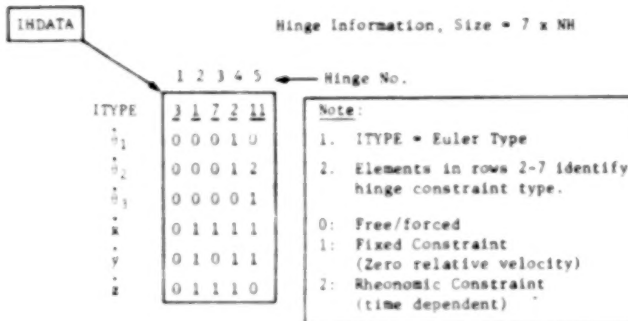 IHDATA
Hinge Information, Size = 7 x NH
1 2 3 4 5 ← Hinge No.
ITYPE 3 1 7 2 11
θ̇1 0 0 0 1 0
θ̇2 0 0 0 1 2
θ̇3 0 0 0 0 1
ẋ 0 1 1 1 1
ẏ 0 1 0 1 1
ż 0 1 1 1 0
Note:
1. ITYPE = Euler Type
2. Elements in rows 2-7 identify
hinge constraint type.
0: Free/forced
1: Fixed Constraint
(Zero relative velocity)
2: Rheonomic Constraint
(time dependent)